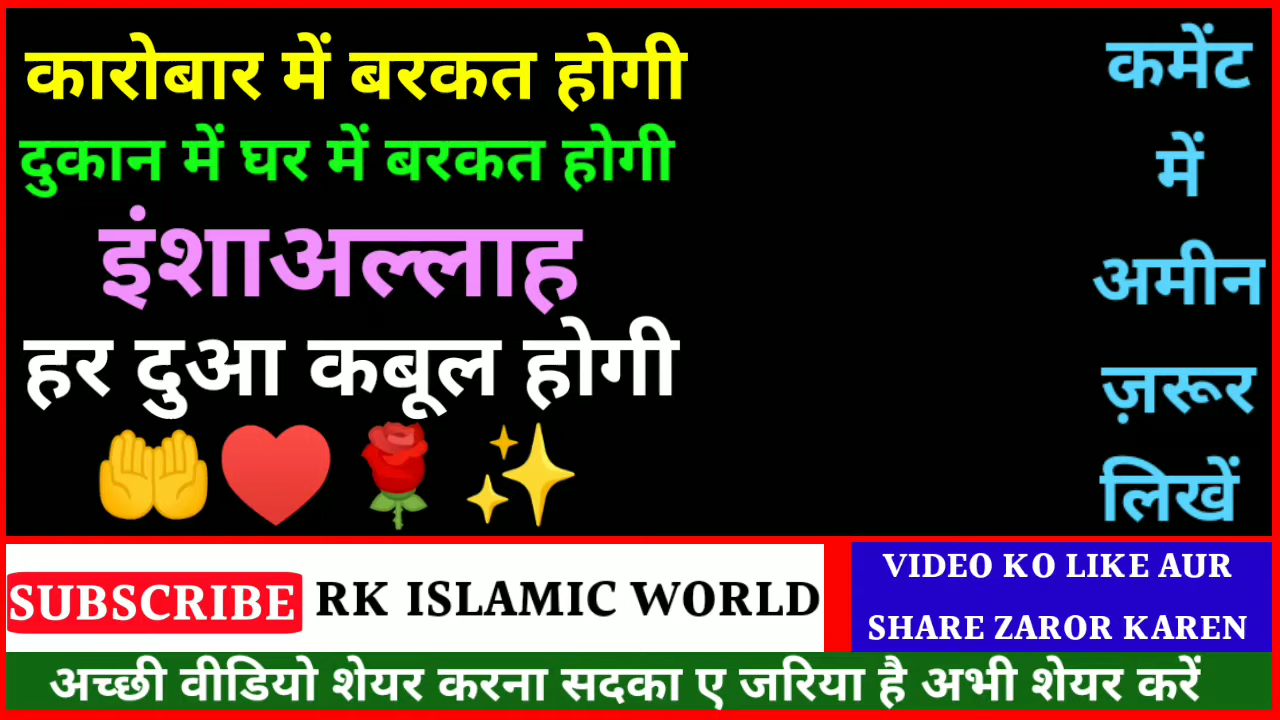 कारोबार में बरकत होगी
दुकान में घर में बरकत होगी
इंशाअल्लाह
हर दुआ कबूल होगी
कमेंट
में
अमीन
ज़रूर
लिखें
SUBSCRIBE RK ISLAMIC WORLD
VIDEO KO LIKE AUR
SHARE ZAROR KAREN
अच्छी वीडियो शेयर करना सदका ए जरिया है अभी शेयर करें